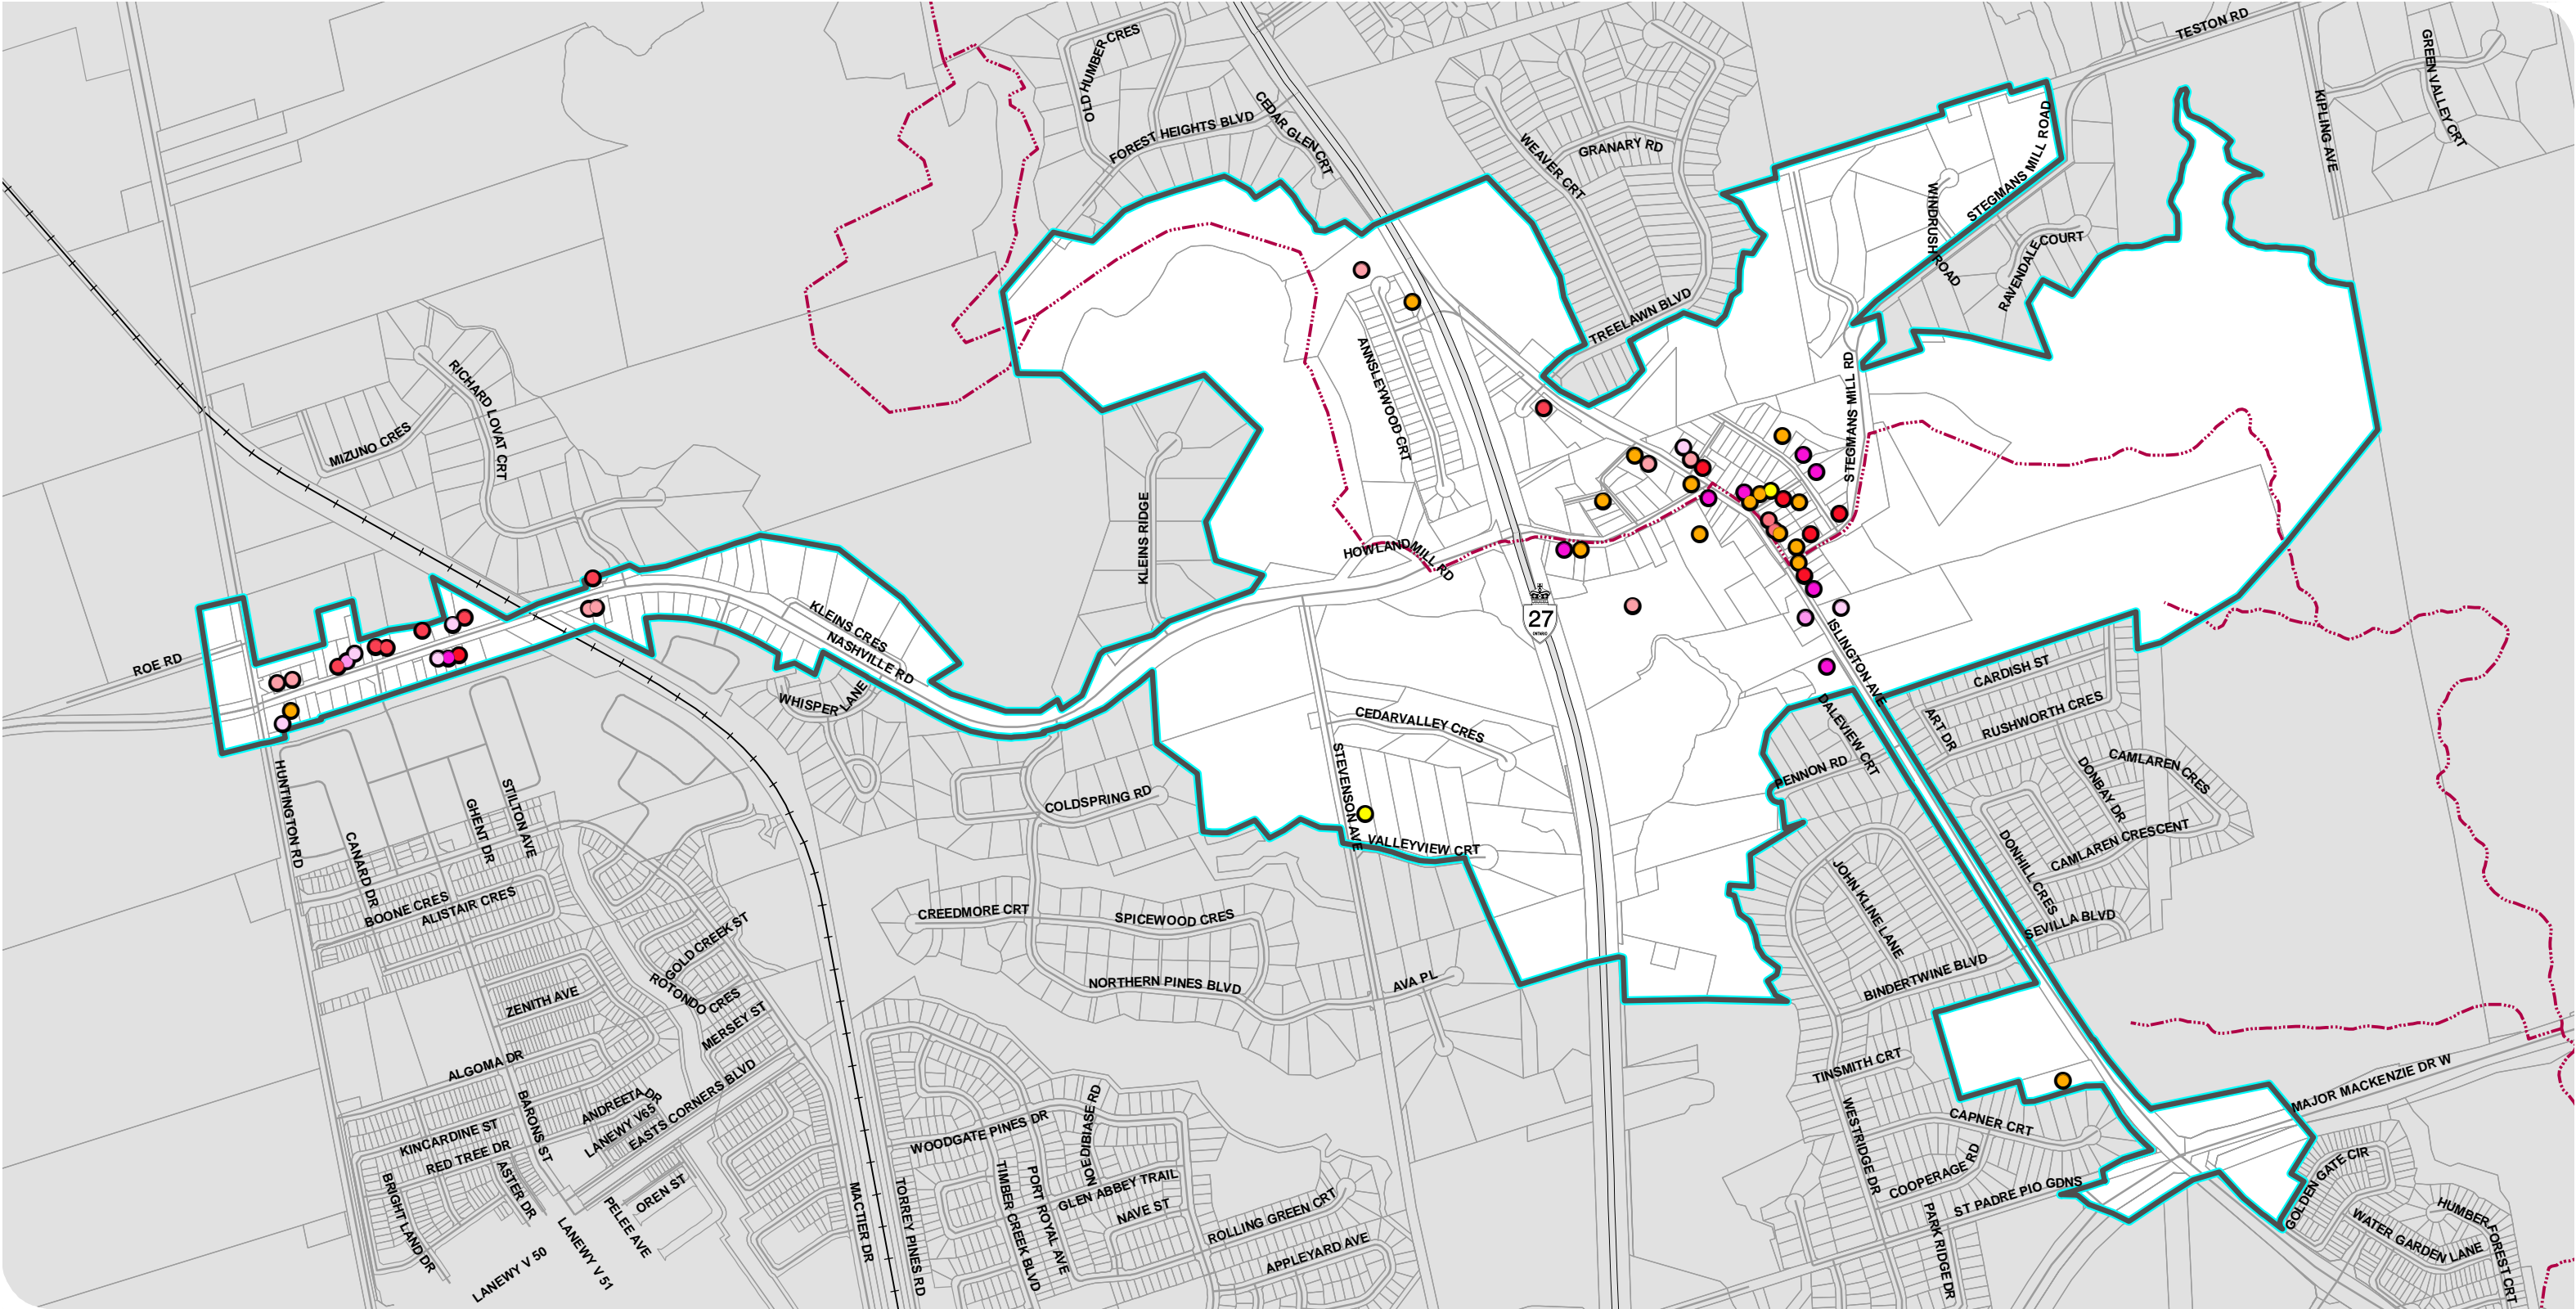 TESTON RD
OLD HUMBER CRES
GREEN VALLEY CRT
KIPLING AVE
CEDAR GLEN CRT
FOREST HEIGHTS BLVD
WEAVER CRT
GRANARY RD
STEGMANS MILL ROAD
WINDRUSH ROAD
RAVENDALE COURT
TREELAWN BLVD
ANNSLEYWOOD CRT
STEGMANS MILL RD
RICHARD LOVAT CRT
MIZUNO CRES
KLEINS RIDGE
HOWLAND MILL RD
27
ONTARIO
ROE RD
KLEINS CRES
NASHVILLE RD
WHISPER LANE
ISLINGTON AVE
CARDISH ST
RUSHWORTH CRES
ART DR
DALEVIEW CRT
PENNON RD
CEDARVALLEY CRES
STEVENSON AVE
VALLEYVIEW CRT
COLDSPRING RD
CAMLAREN CRES
DONBAY DR
CAMLAREN CRESCENT
DONHILL CRES
SEVILLA BLVD
HUNTINGTON RD
CANARD DR
GHENT DR
STILTON AVE
BOONE CRES
ALISTAIR CRES
JOHN KLINE LANE
BINDERTWINE BLVD
CREEDMORE CRT
SPICEWOOD CRES
NORTHERN PINES BLVD
AVA PL
GOLD CREEK ST
ROTONDO CRES
ZENITH AVE
MERSEY ST
ALGOMA DR
BARONS ST
ANDREETA DR
LANEWY V65
EASTS CORNERS BLVD
KINCARDINE ST
RED TREE DR
ASTER DR
BRIGHT LAND DR
LANEWY V 50
LANEWY V 51
PELEE AVE
OREN ST
MACTIER DR
TORREY PINES RD
WOODGATE PINES DR
TIMBER CREEK BLVD
PORT ROYAL AVE
NOE DIBIASE RD
GLEN ABBEY TRAIL
NAVE ST
ROLLING GREEN CRT
APPLEYARD AVE
TINSMITH CRT
WESTRIDGE DR
CAPNER CRT
COOPERAGE RD
ST PADRE PIO GDNS
PARK RIDGE DR
MAJOR MACKENZIE DR W
GOLDEN GATE CIR
WATER GARDEN LANE
HUMBER FOREST CRT